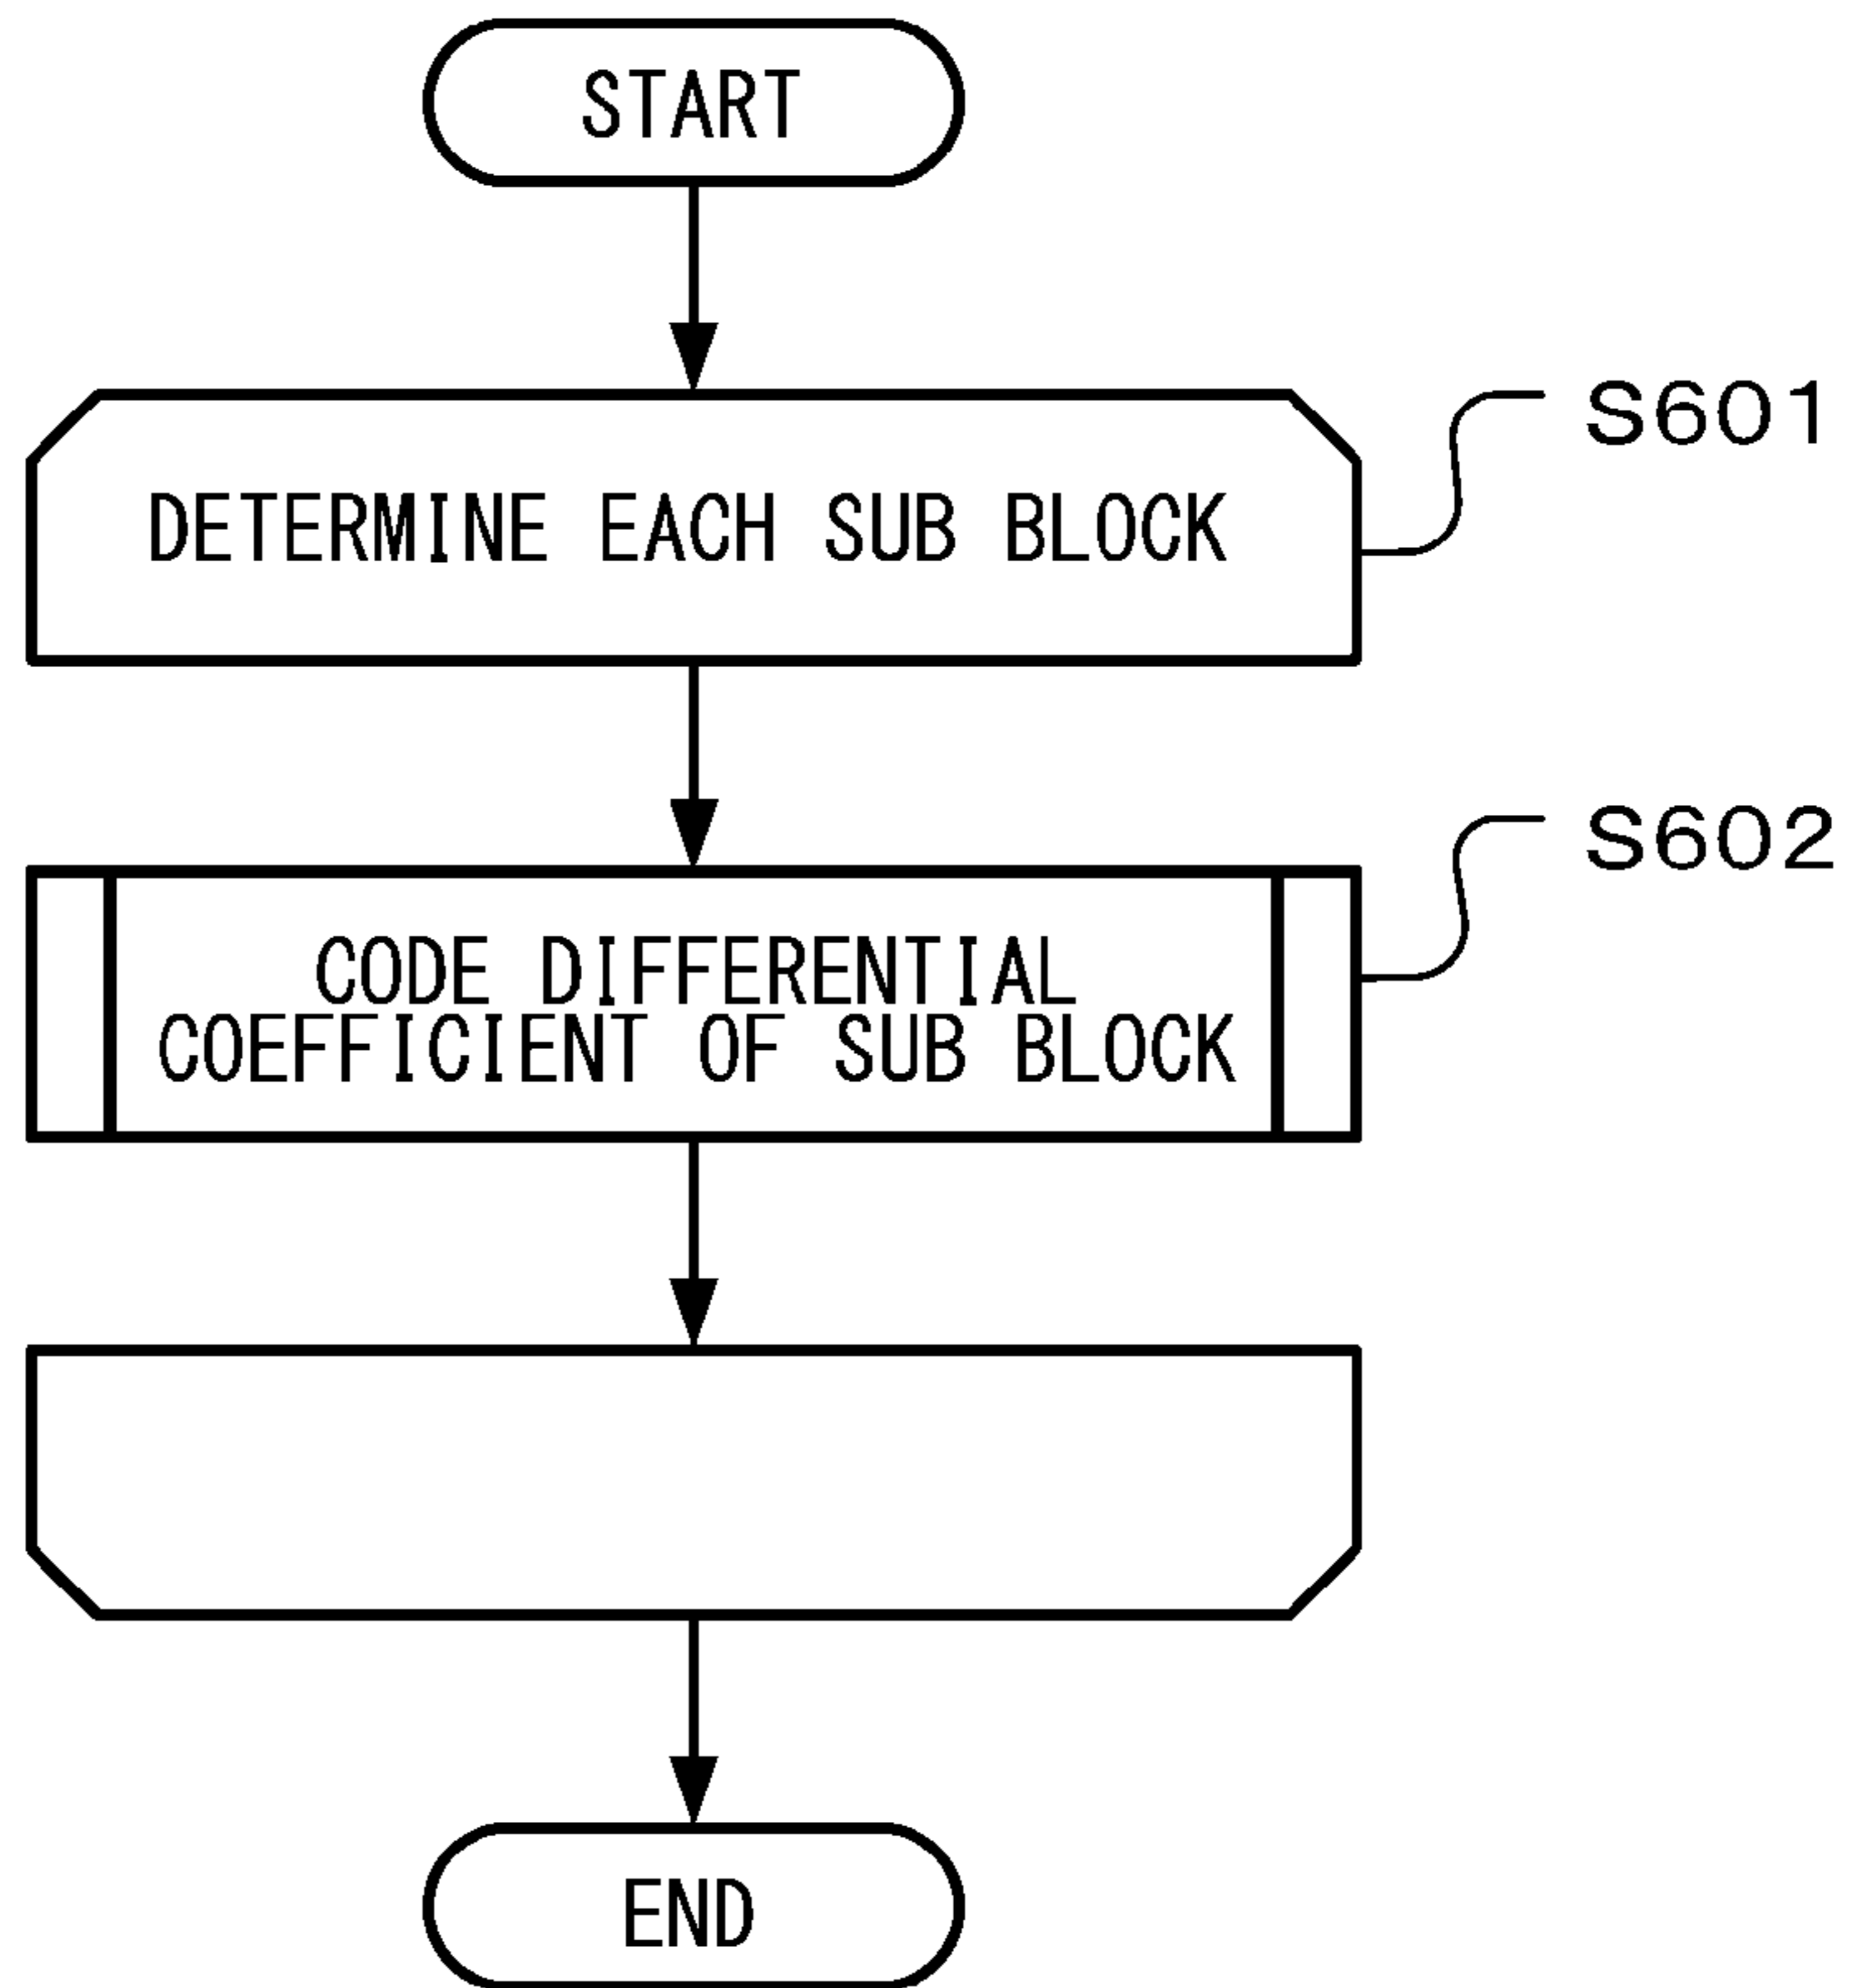 START
S601
DETERMINE EACH SUB BLOCK
S602
CODE DIFFERENTIAL
COEFFICIENT OF SUB BLOCK
END